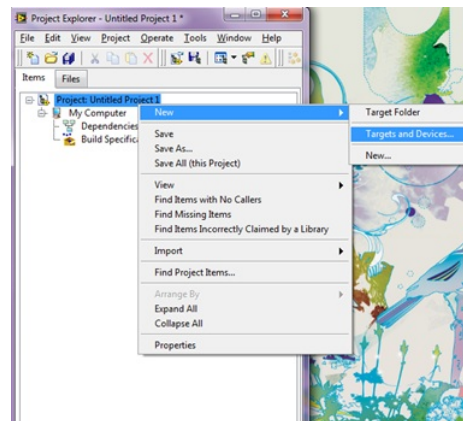 Project Explorer - Untitled Project 1 *
File Edit View Project Operate Tools Window Help
Items Files
Project: Untitled Project 1
My Computer
Dependencies
Build Specifica
New
Save
Save As...
Save All (this Project)
View
Find Items with No Callers
Find Missing Items
Find Items Incorrectly Claimed by a Library
Import
Find Project Items...
Arrange By
Expand All
Collapse All
Properties
Target Folder
Targets and Devices...
New...